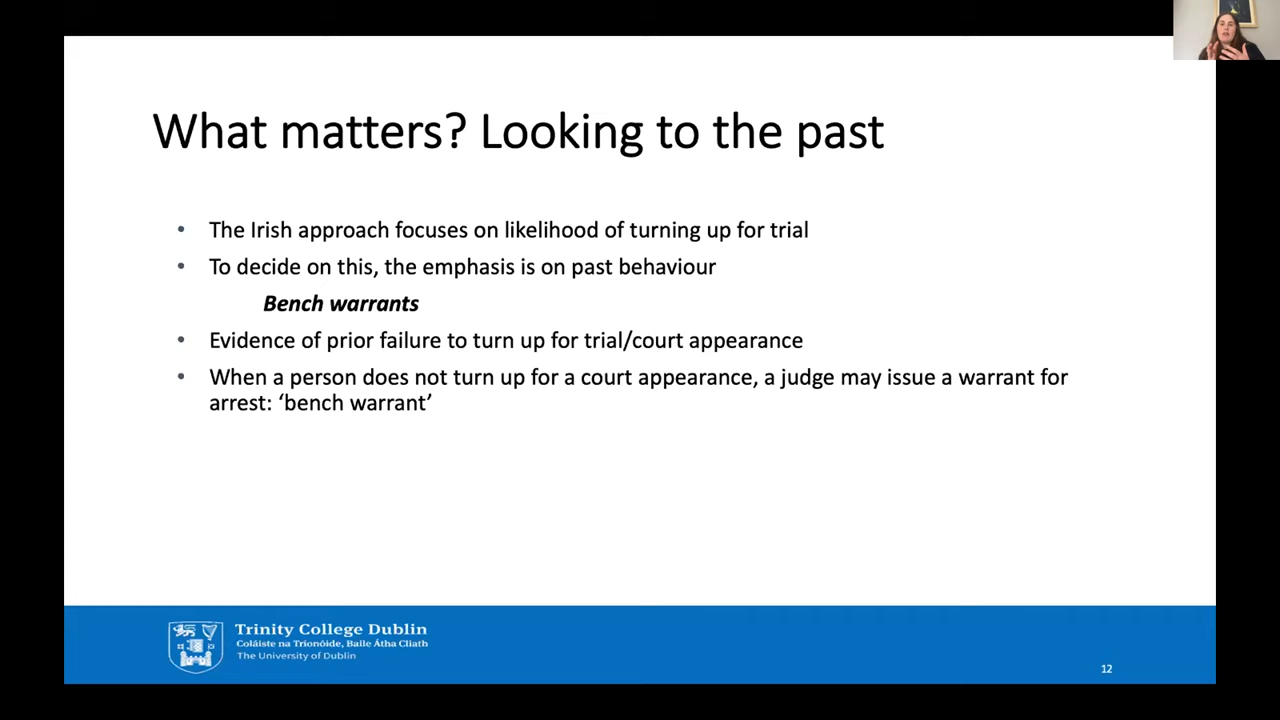 What matters? Looking to the past
• The Irish approach focuses on likelihood of turning up for trial
• To decide on this, the emphasis is on past behaviour
Bench warrants
• Evidence of prior failure to turn up for trial/court appearance
• When a person does not turn up for a court appearance, a judge may issue a warrant for
arrest: ‘bench warrant’
Trinity College Dublin
Coláiste na Tríonóide, Baile Átha Cliath
The University of Dublin
12